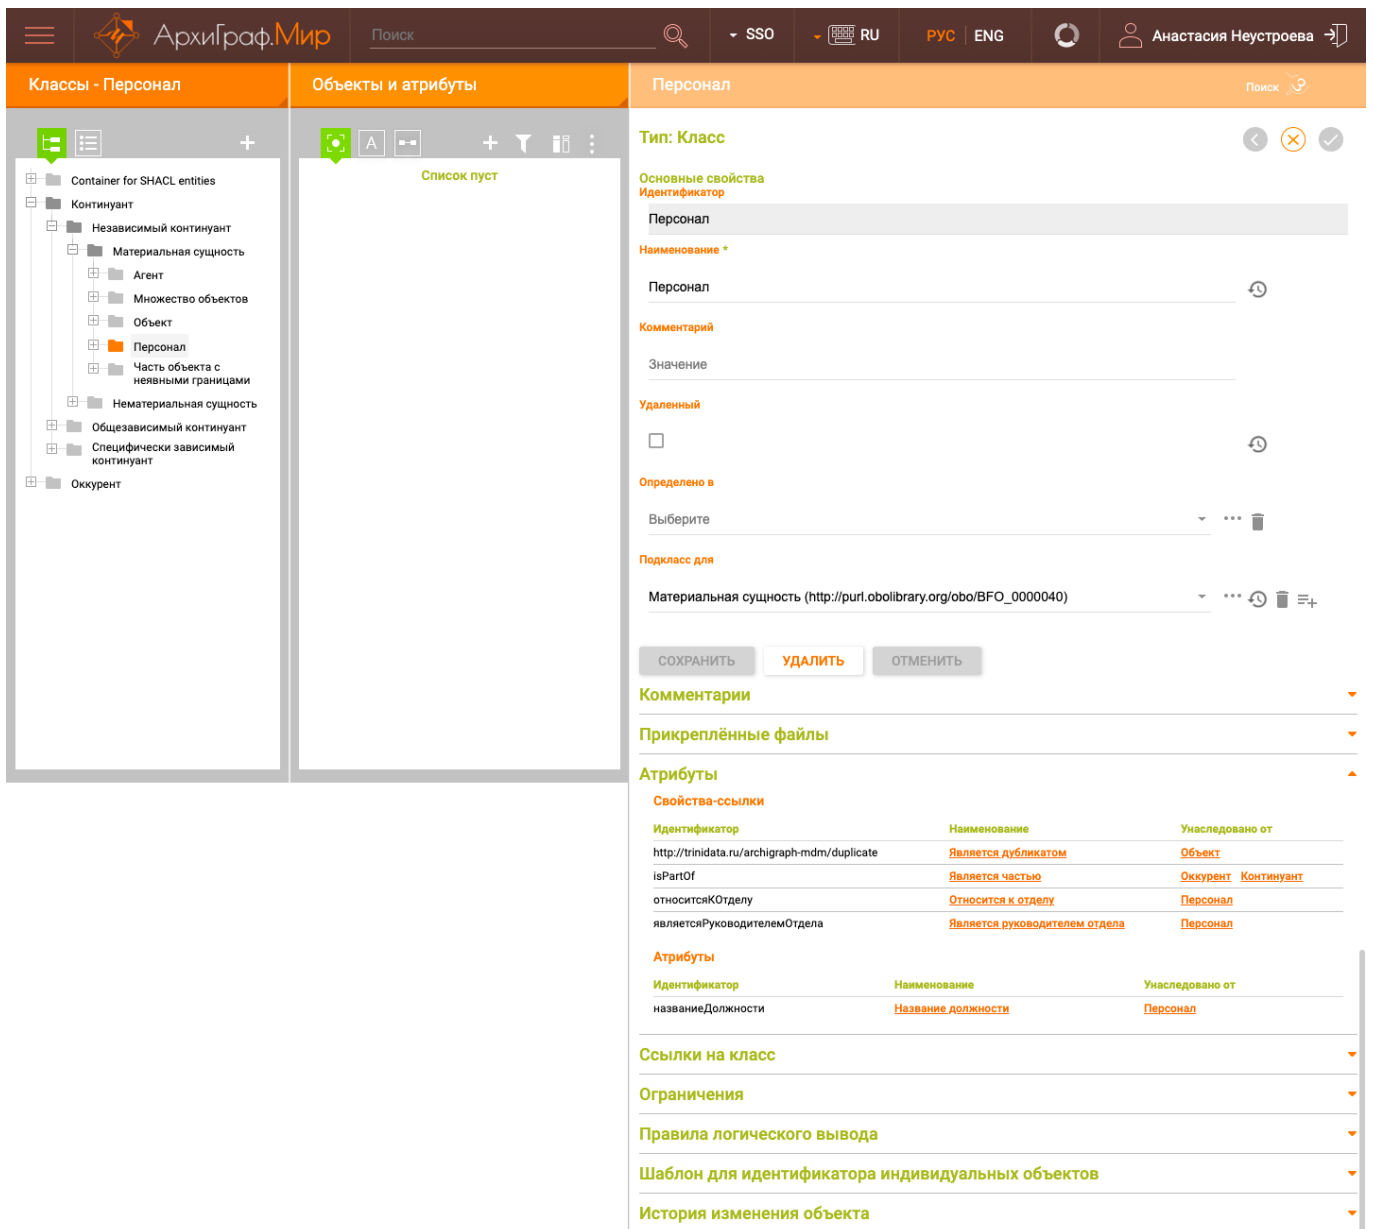 АрхиГраф.Мир
Поиск
SSO
RU
РУС
ENG
Анастасия Неустроева
Классы - Персонал
Container for SHACL entities
Континуант
Независимый континуант
Материальная сущность
Агент
Множество объектов
Объект
Персонал
Часть объекта с
неявными границами
Нематериальная сущность
Общезависимый континуант
Специфически зависимый
континуант
Оккурент
Объекты и атрибуты
A
Список пуст
Персонал
Поиск
Тип: Класс
Основные свойства
Идентификатор
Персонал
Наименование *
Персонал
Комментарий
Значение
Удаленный
Определено в
Выберите
Подкласс для
Материальная сущность (http://purl.obolibrary.org/obo/BFO_0000040)
СОХРАНИТЬ УДАЛИТЬ ОТМЕНИТЬ
Комментарии
Прикреплённые файлы
Атрибуты
Свойства-ссылки
Идентификатор Наименование Унаследовано от
http://trinidata.ru/archigraph-mdm/duplicate Является дубликатом Объект
isPartOf Является частью Оккурент Континуант
относитсяКОтделу Относится к отделу Персонал
являетсяРуководителемОтдела Является руководителем отдела Персонал
Атрибуты
Идентификатор Наименование Унаследовано от
названиеДолжности Название должности Персонал
Ссылки на класс
Ограничения
Правила логического вывода
Шаблон для идентификатора индивидуальных объектов
История изменения объекта